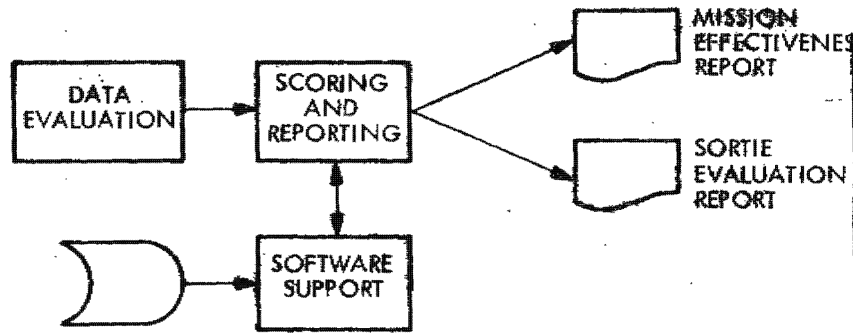 DATA
EVALUATION
SCORING
AND
REPORTING
MISSION
EFFECTIVENES
REPORT
SORTIE
EVALUATION
REPORT
SOFTWARE
SUPPORT